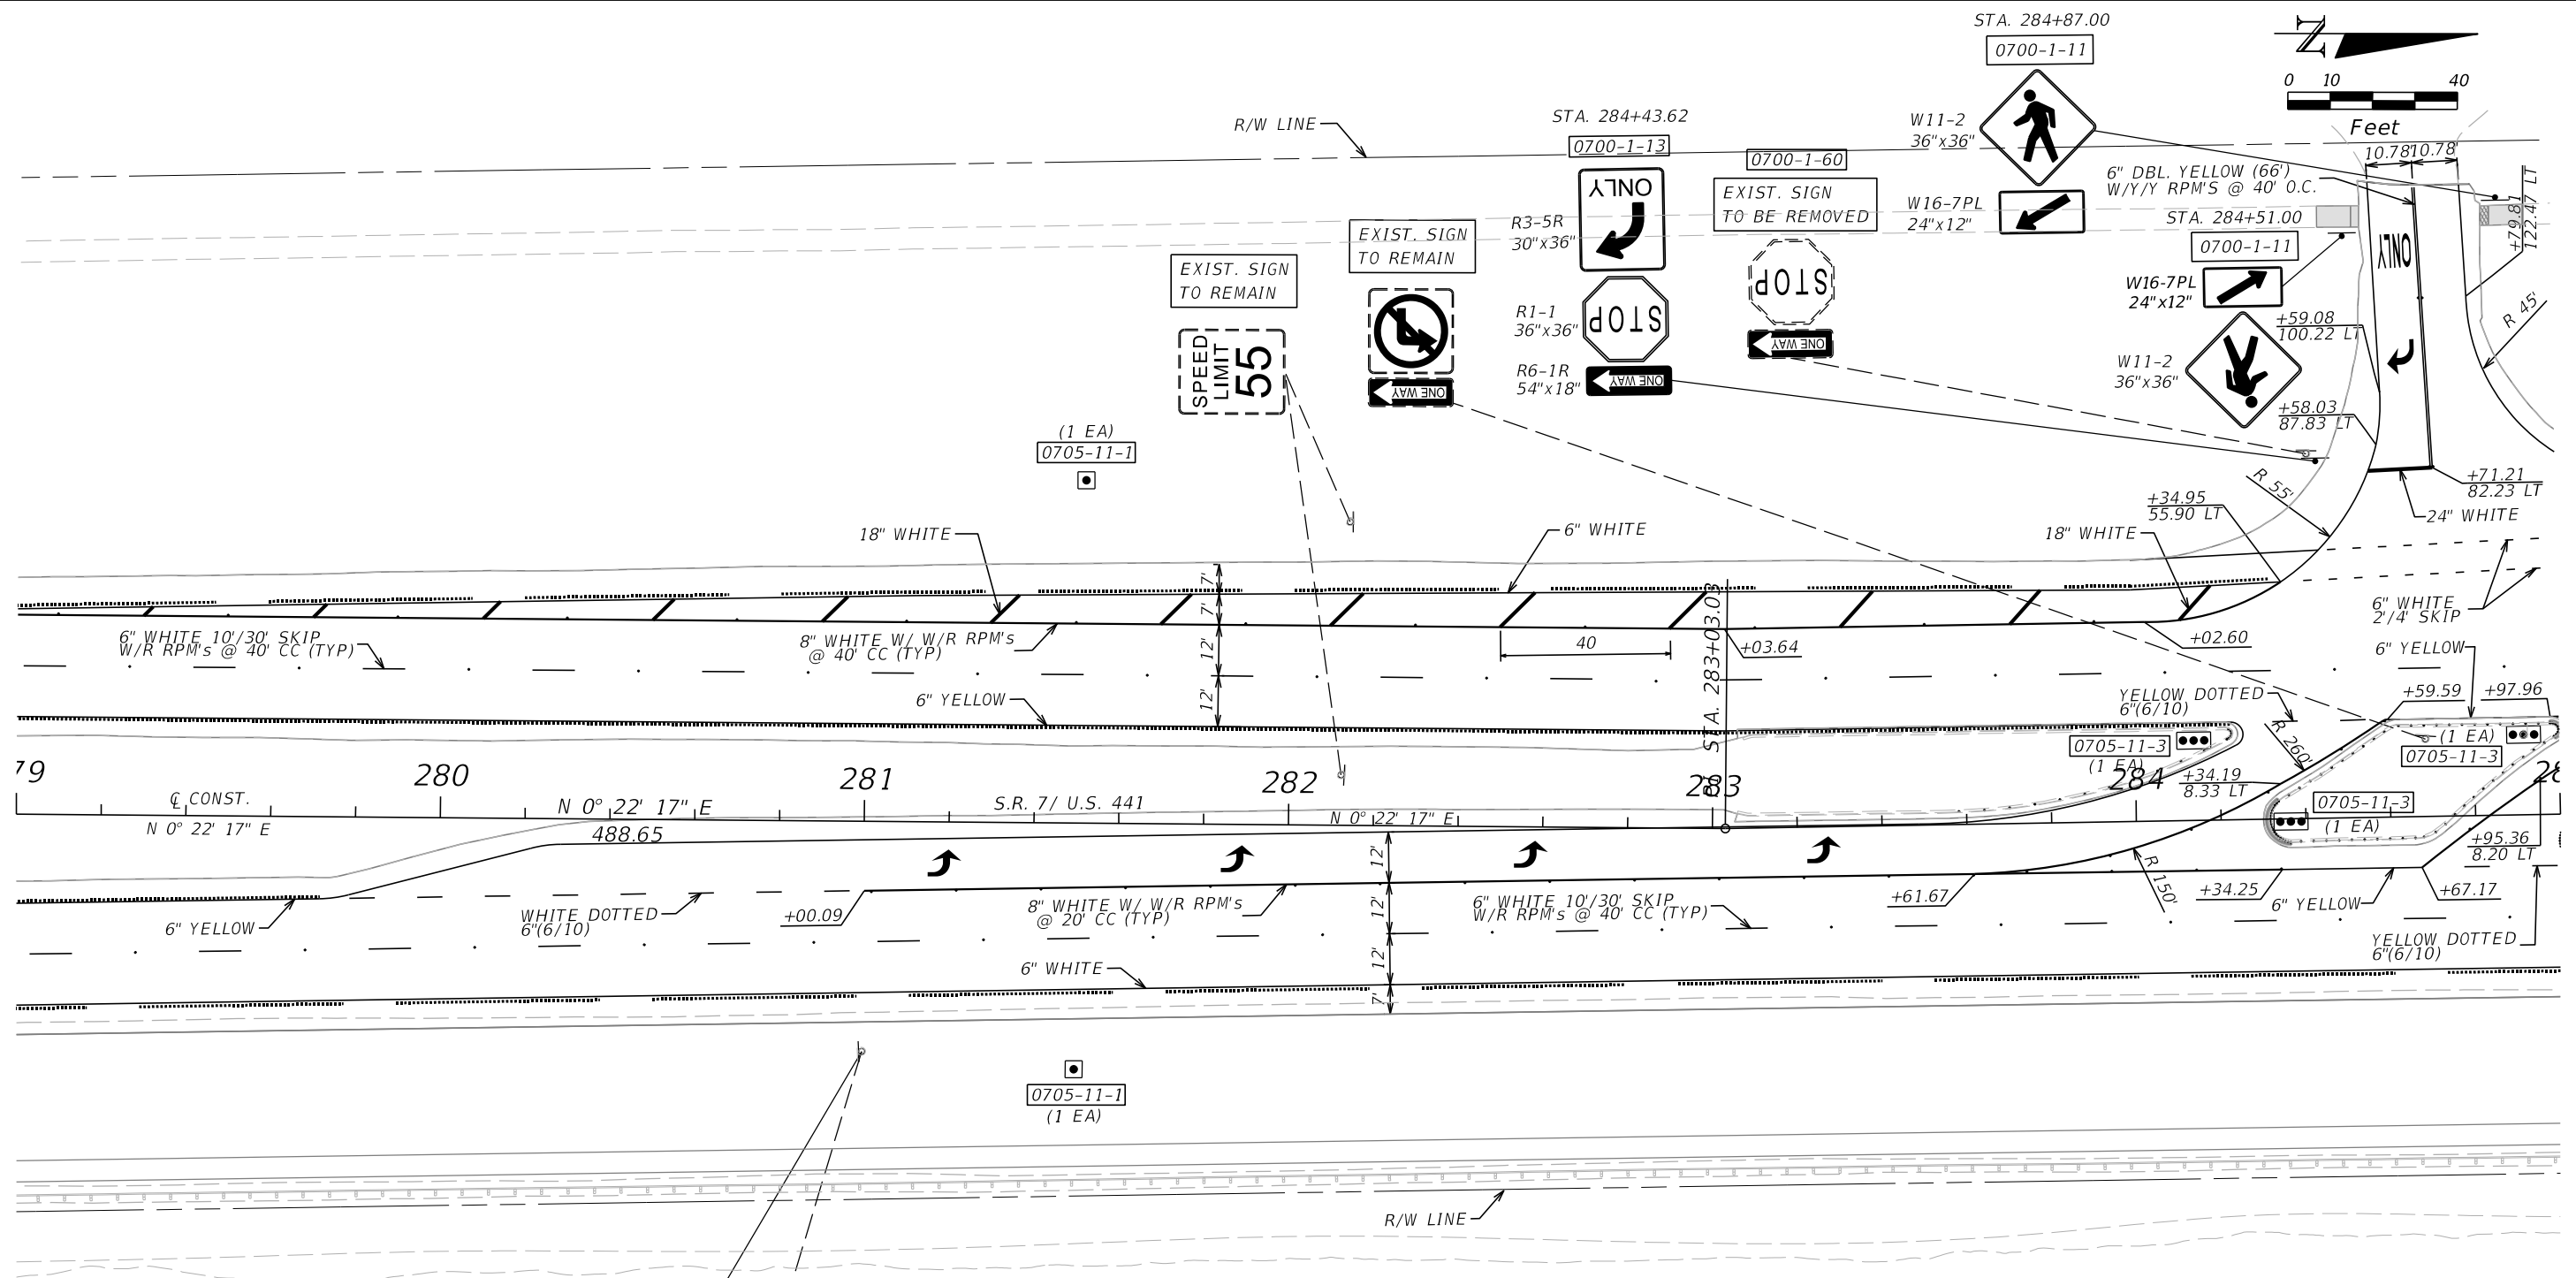 STA. 284+87.00
0700-1-11
N
0 10 40
Feet
R/W LINE
STA. 284+43.62
0700-1-13
W11-2
36"x36"
0700-1-60
10.78'
10.78'
6" DBL. YELLOW (66')
W/Y/Y RPM'S @ 40' O.C.
ONLY
EXIST. SIGN
TO BE REMOVED
W16-7PL
24"x12"
STA. 284+51.00
0700-1-11
+79.81
122.47 LT
R3-5R
30"x36"
EXIST. SIGN
TO REMAIN
EXIST. SIGN
TO REMAIN
ONLY
W16-7PL
24"x12"
STOP
STOP
R1-1
36"x36"
R 45'
+59.08
100.22 LT
SPEED
LIMIT
55
ONE WAY
ONE WAY
ONE WAY
R6-1R
54"x18"
W11-2
36"x36"
+58.03
87.83 LT
(1 EA)
0705-11-1
+71.21
82.23 LT
R 55'
+34.95
55.90 LT
24" WHITE
18" WHITE
6" WHITE
18" WHITE
7'
7'
12'
12'
6" WHITE
2'/4' SKIP
6" WHITE 10'/30' SKIP
W/R RPM's @ 40' CC (TYP)
8" WHITE W/ W/R RPM's
@ 40' CC (TYP)
40
STA. 283+03.03
+03.64
+02.60
6" YELLOW
6" YELLOW
YELLOW DOTTED
6"(6/10)
+59.59
+97.96
R 260'
0705-11-3
(1 EA)
(1 EA)
0705-11-3
79
280
281
282
283
284
28
+34.19
8.33 LT
℄ CONST.
N 0° 22' 17" E
N 0° 22' 17" E
488.65
S.R. 7/ U.S. 441
N 0° 22' 17" E
0705-11-3
(1 EA)
+95.36
8.20 LT
12'
12'
12'
7'
R 150'
+61.67
+34.25
6" YELLOW
+67.17
6" YELLOW
WHITE DOTTED
6"(6/10)
+00.09
8" WHITE W/ W/R RPM's
@ 20' CC (TYP)
6" WHITE 10'/30' SKIP
W/R RPM's @ 40' CC (TYP)
YELLOW DOTTED
6"(6/10)
6" WHITE
0705-11-1
(1 EA)
R/W LINE